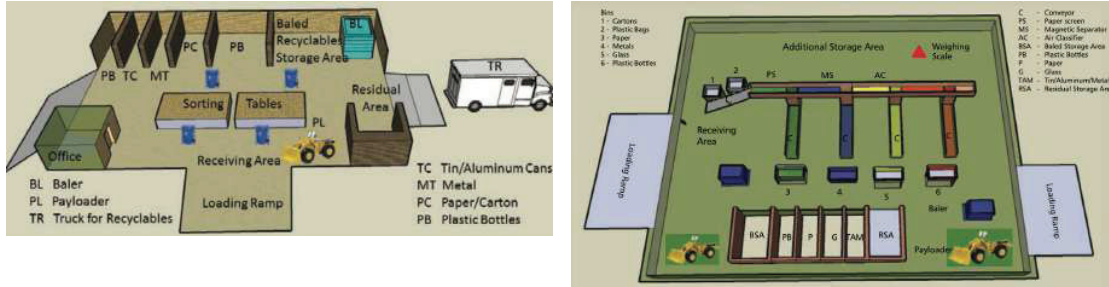 BL
Baled
Recyclables
Storage Area
PC
PB
PB TC MT
TR
Sorting
Tables
Residual
Area
PL
Office
Receiving Area
Loading Ramp
BL Baler
PL Payloader
TR Truck for Recyclables
TC Tin/Aluminum Cans
MT Metal
PC Paper/Carton
PB Plastic Bottles
Bins
1 - Cartons
2 - Plastic Bags
3 - Paper
4 - Metals
5 - Glass
6 - Plastic Bottles
C - Conveyor
PS - Paper screen
MS - Magnetic Separator
AC - Air Classifier
BSA - Baled Storage Area
PB - Plastic Bottles
P - Paper
G - Glass
TAM - Tin/Aluminum/Metal
RSA - Residual Storage Area
Additional Storage Area
Weighing
Scale
1
2
PS
MS
AC
Receiving
Area
C
C
C
C
Loading Ramp
3
4
5
6
Baler
Loading
Ramp
BSA
PB
P
G
TAM
RSA
Payloader